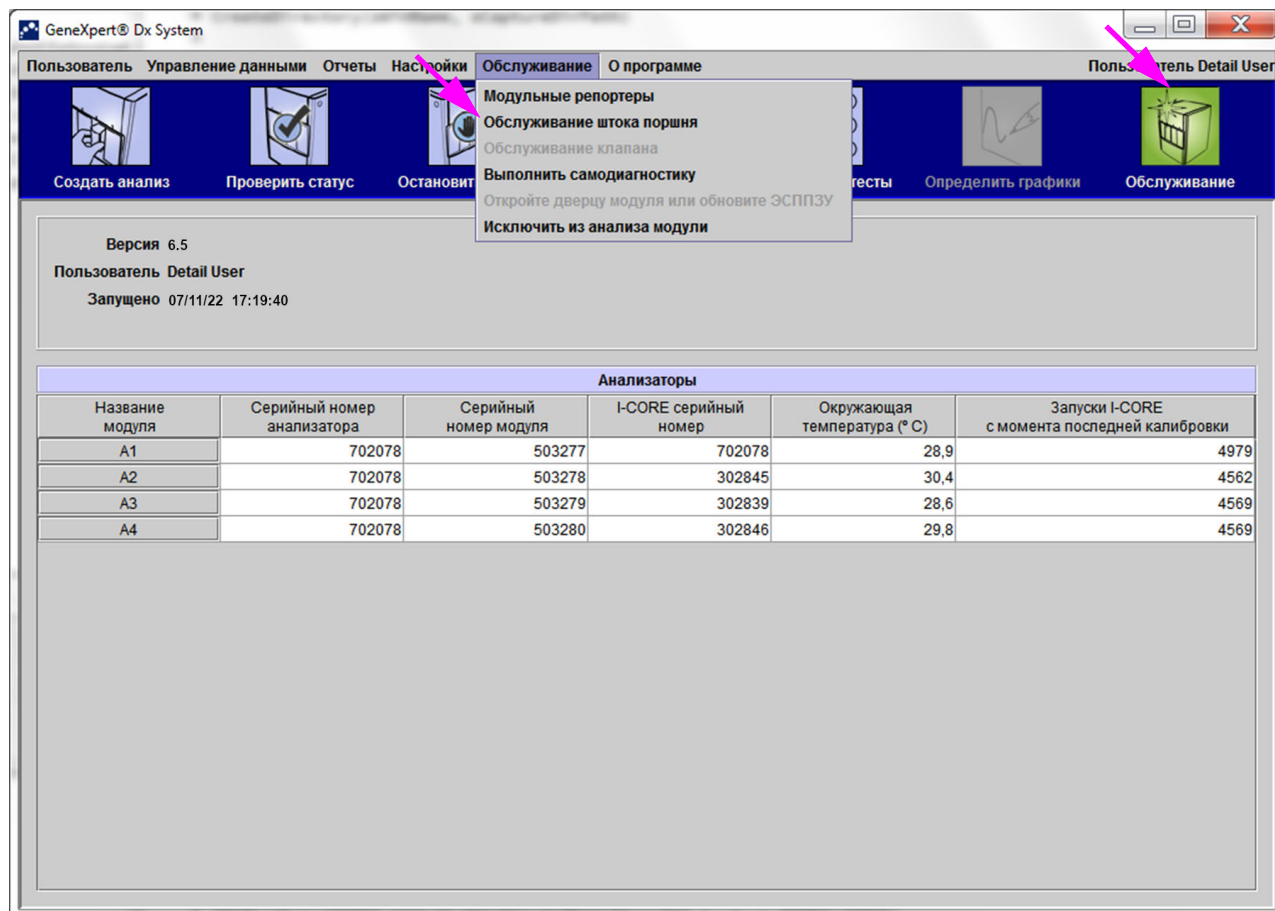 GeneXpert® Dx System
Пользователь Управление данными Отчеты Настройки Обслуживание О программе Пользователь Detail User
Модульные репортеры
Обслуживание штока поршня
Обслуживание клапана
Выполнить самодиагностику
Откройте дверцу модуля или обновите ЭСППЗУ
Исключить из анализа модули
Создать анализ Проверить статус Остановит тесты Определить графики Обслуживание
Версия 6.5
Пользователь Detail User
Запущено 07/11/22 17:19:40
Анализаторы
Название модуля Серийный номер анализатора Серийный номер модуля I-CORE серийный номер Окружающая температура (° C) Запуски I-CORE с момента последней калибровки
A1 702078 503277 702078 28,9 4979
A2 702078 503278 302845 30,4 4562
A3 702078 503279 302839 28,6 4569
A4 702078 503280 302846 29,8 4569